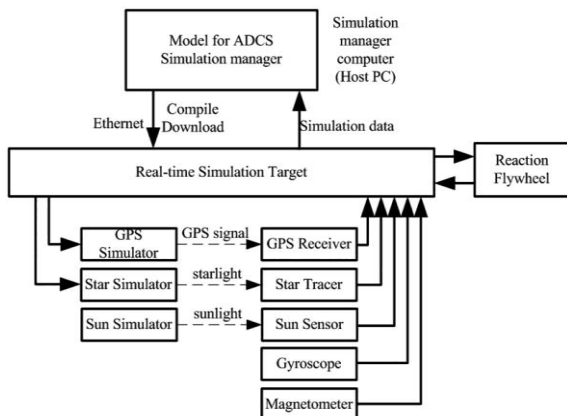 Model for ADCS
Simulation manager
Simulation
manager
computer
(Host PC)
Ethernet
Compile
Download
Simulation data
Real-time Simulation Target
Reaction
Flywheel
GPS
Simulator
GPS signal
GPS Receiver
Star Simulator
starlight
Star Tracer
Sun Simulator
sunlight
Sun Sensor
Gyroscope
Magnetometer